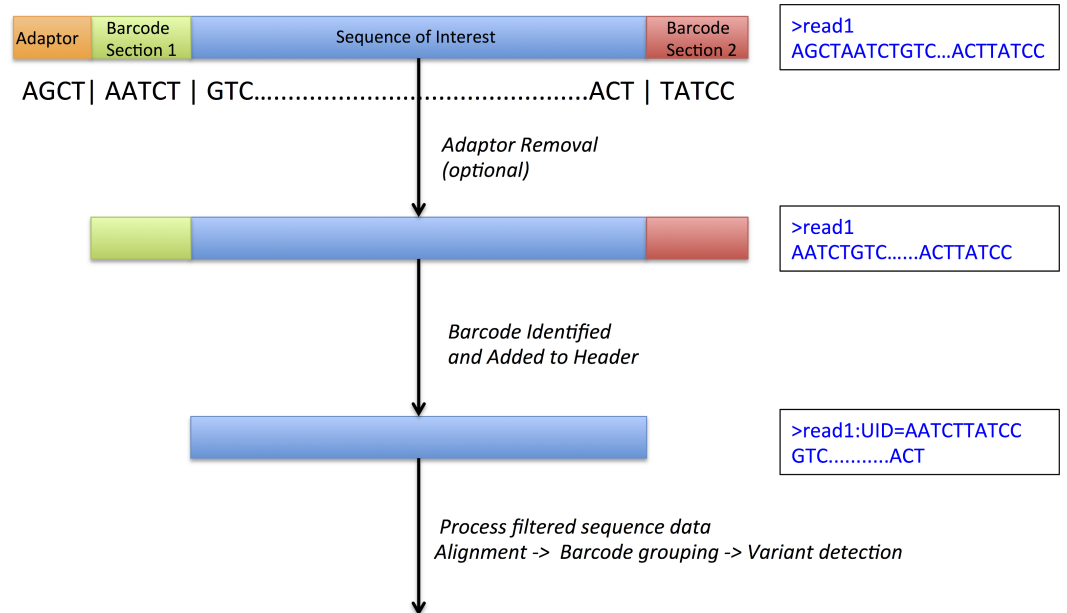 Adaptor
Barcode
Section 1
Sequence of Interest
Barcode
Section 2
>read1
AGCTAATCTGTC...ACTTATCC
AGCT| AATCT | GTC..................................................ACT | TATCC
Adaptor Removal
(optional)
>read1
AATCTGTC......ACTTATCC
Barcode Identified
and Added to Header
>read1:UID=AATCTTATCC
GTC...........ACT
Process filtered sequence data
Alignment -> Barcode grouping -> Variant detection